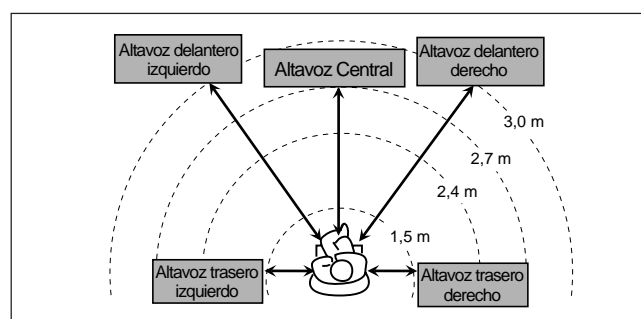 Altavoz delantero
izquierdo
Altavoz Central
Altavoz delantero
derecho
3,0 m
2,7 m
2,4 m
1,5 m
Altavoz trasero
izquierdo
Altavoz trasero
derecho